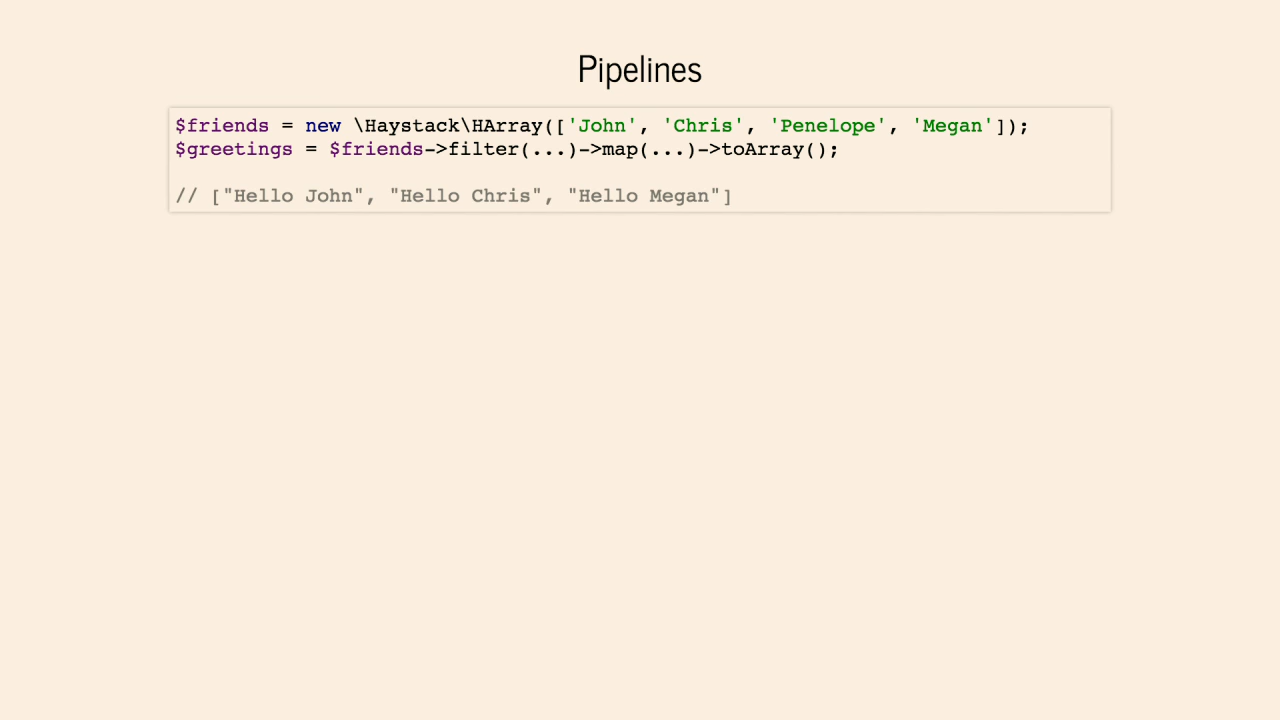 Pipelines
$friends = new \Haystack\HArray(['John', 'Chris', 'Penelope', 'Megan']);
$greetings = $friends->filter(...)->map(...)->toArray();
// ["Hello John", "Hello Chris", "Hello Megan"]